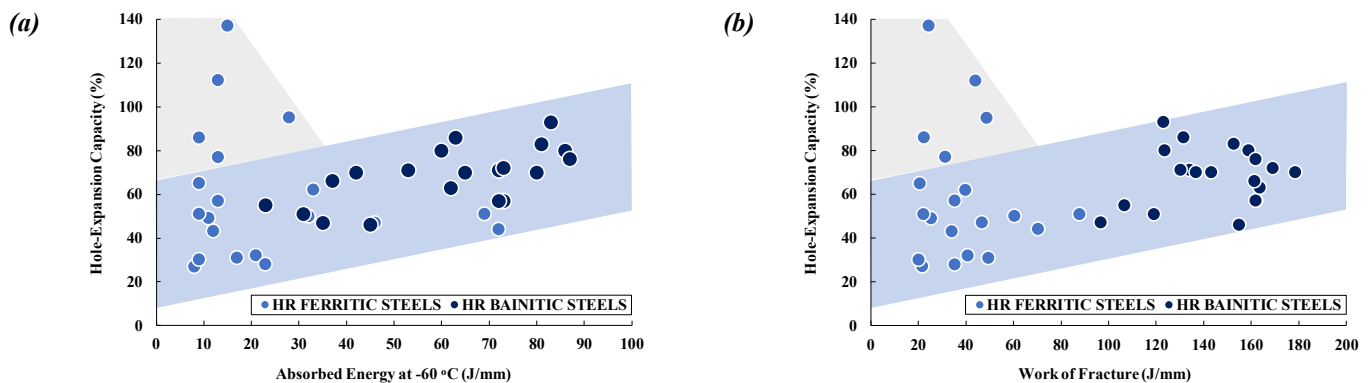 (a)
Hole-Expansion Capacity (%)
140
120
100
80
60
40
20
0
HR FERRITIC STEELS HR BAINITIC STEELS
0 10 20 30 40 50 60 70 80 90 100
Absorbed Energy at -60 °C (J/mm)
(b)
Hole-Expansion Capacity (%)
140
120
100
80
60
40
20
0
HR FERRITIC STEELS HR BAINITIC STEELS
0 20 40 60 80 100 120 140 160 180 200
Work of Fracture (J/mm)